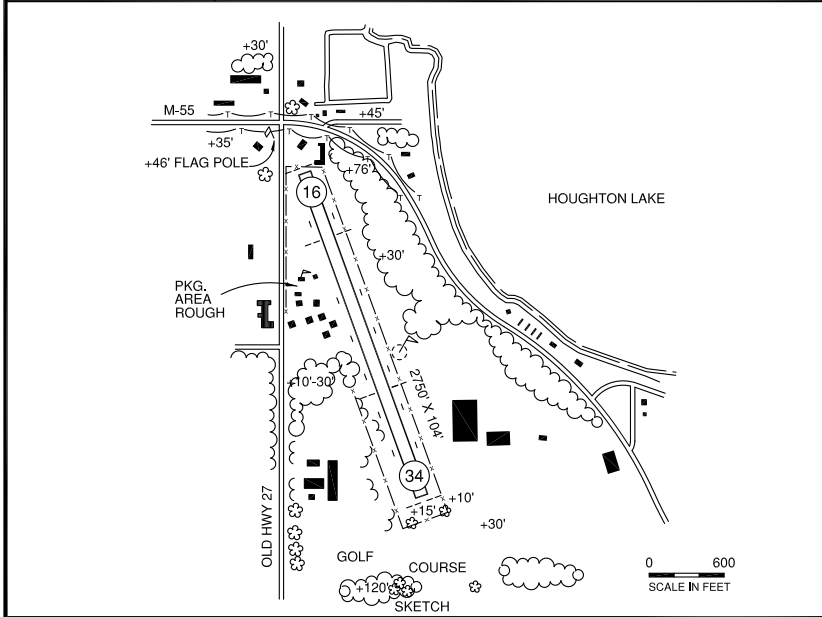 +30'
M-55
T
T
T
T
+45'
T
T
T
T
+35'
T
T
+46' FLAG POLE
+76'
16
HOUGHTON LAKE
+30'
PKG.
AREA
ROUGH
+10'-30'
2750' X 104'
34
OLD HWY 27
+10'
+15'
+30'
GOLF
COURSE
+120'
SKETCH
0 600
SCALE IN FEET